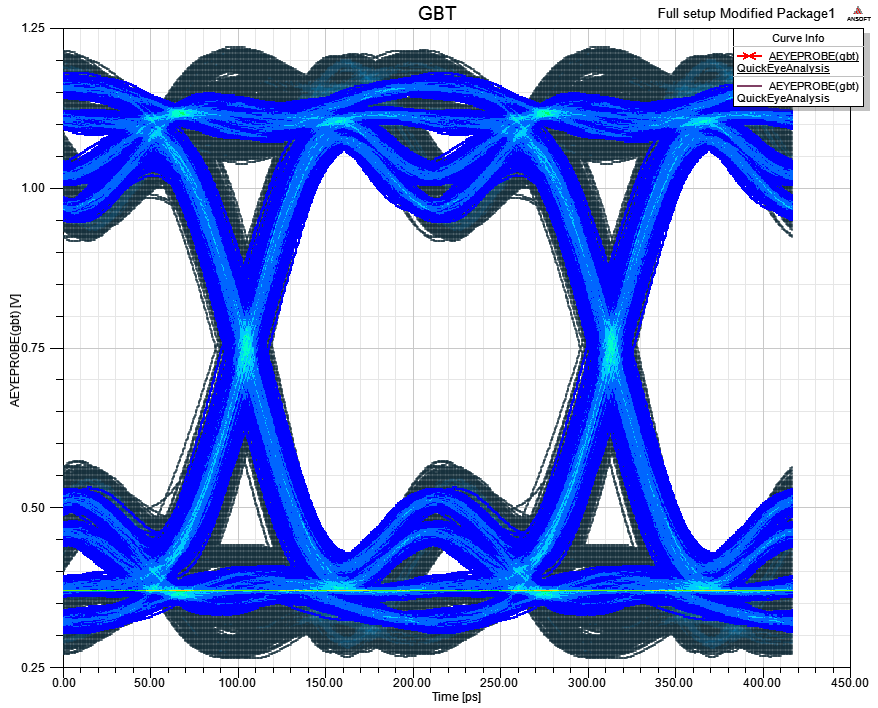 GBT
Full setup Modified Package1
ANSOFT
Curve Info
AEYEPROBE(gbt)
QuickEyeAnalysis
AEYEPROBE(gbt)
QuickEyeAnalysis
1.25
1.00
0.75
0.50
0.25
AEYEPROBE(gbt) [V]
0.00 50.00 100.00 150.00 200.00 250.00 300.00 350.00 400.00 450.00
Time [ps]